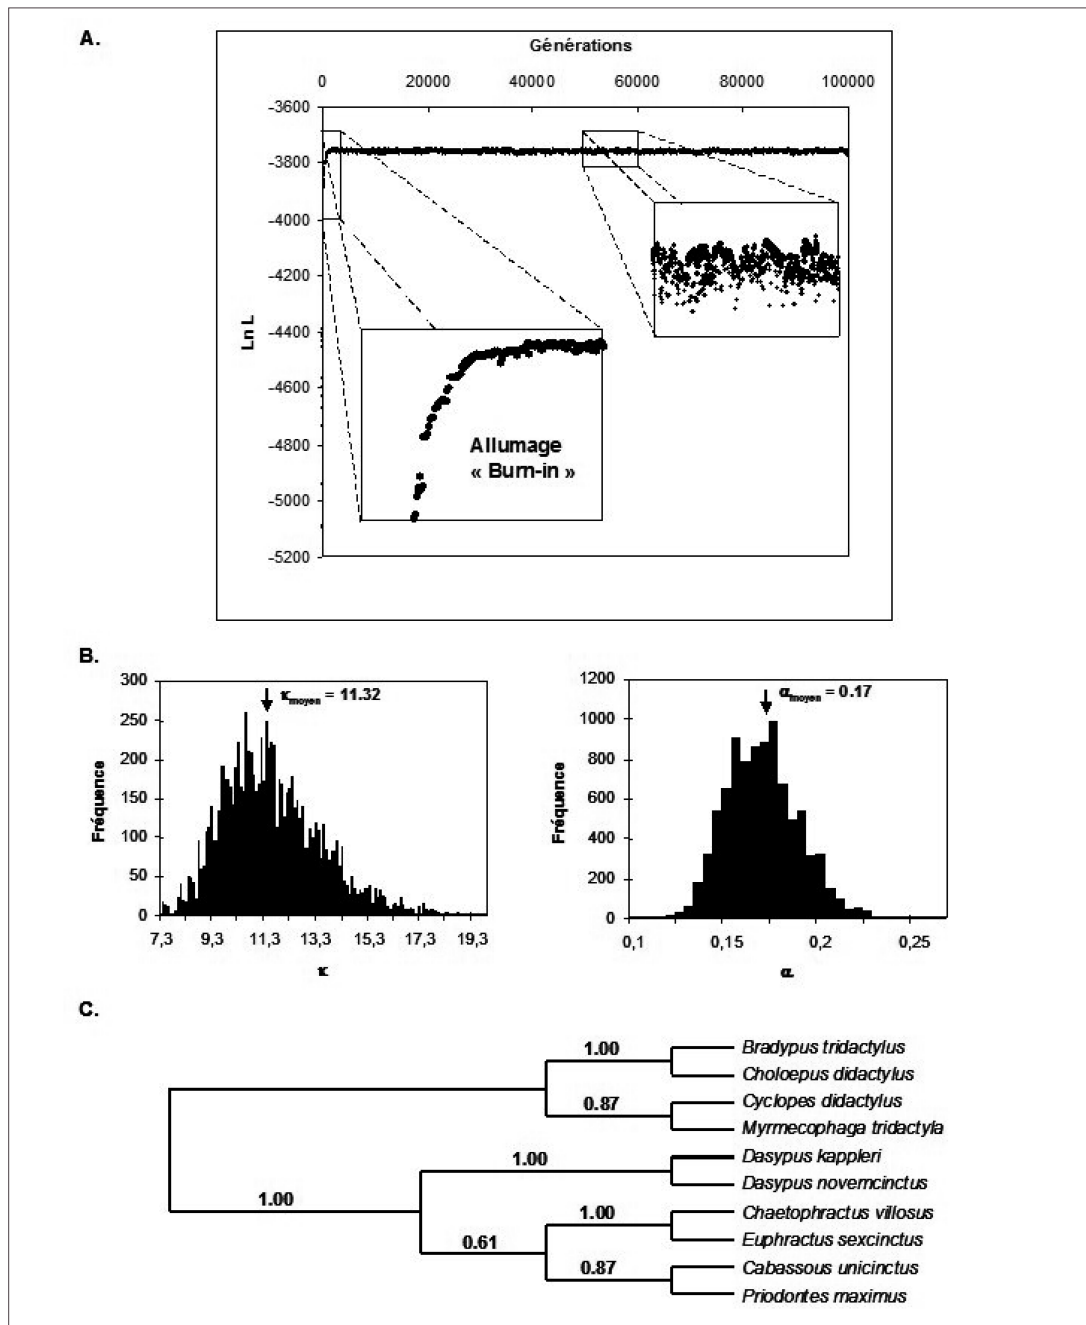 A.
Générations
0 20000 40000 60000 80000 100000
-3600
-3800
-4000
-4200
-4400
-4600
-4800
-5000
-5200
Ln L
Allumage
« Burn-in »
B.
300
250
200
150
100
50
0
Fréquence
κmoyen = 11.32
7,3 9,3 11,3 13,3 15,3 17,3 19,3
κ
1200
1000
800
600
400
200
0
Fréquence
αmoyen = 0.17
0,1 0,15 0,2 0,25
α
C.
1.00
Bradypus tridactylus
Choloepus didactylus
0.87
Cyclopes didactylus
Myrmecophaga tridactyla
1.00
Dasypus kappleri
Dasypus novemcinctus
1.00
1.00
Chaetophractus villosus
0.61
Euphractus sexcinctus
0.87
Cabassous unicinctus
Priodontes maximus